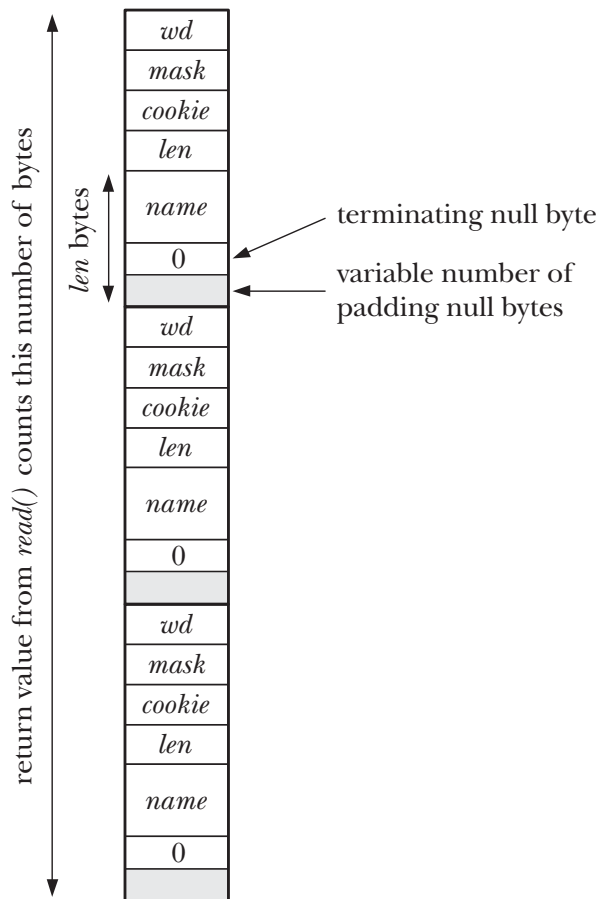 wd
mask
cookie
len
name
0
wd
mask
cookie
len
name
0
wd
mask
cookie
len
name
0
return value from read() counts this number of bytes
len bytes
terminating null byte
variable number of
padding null bytes